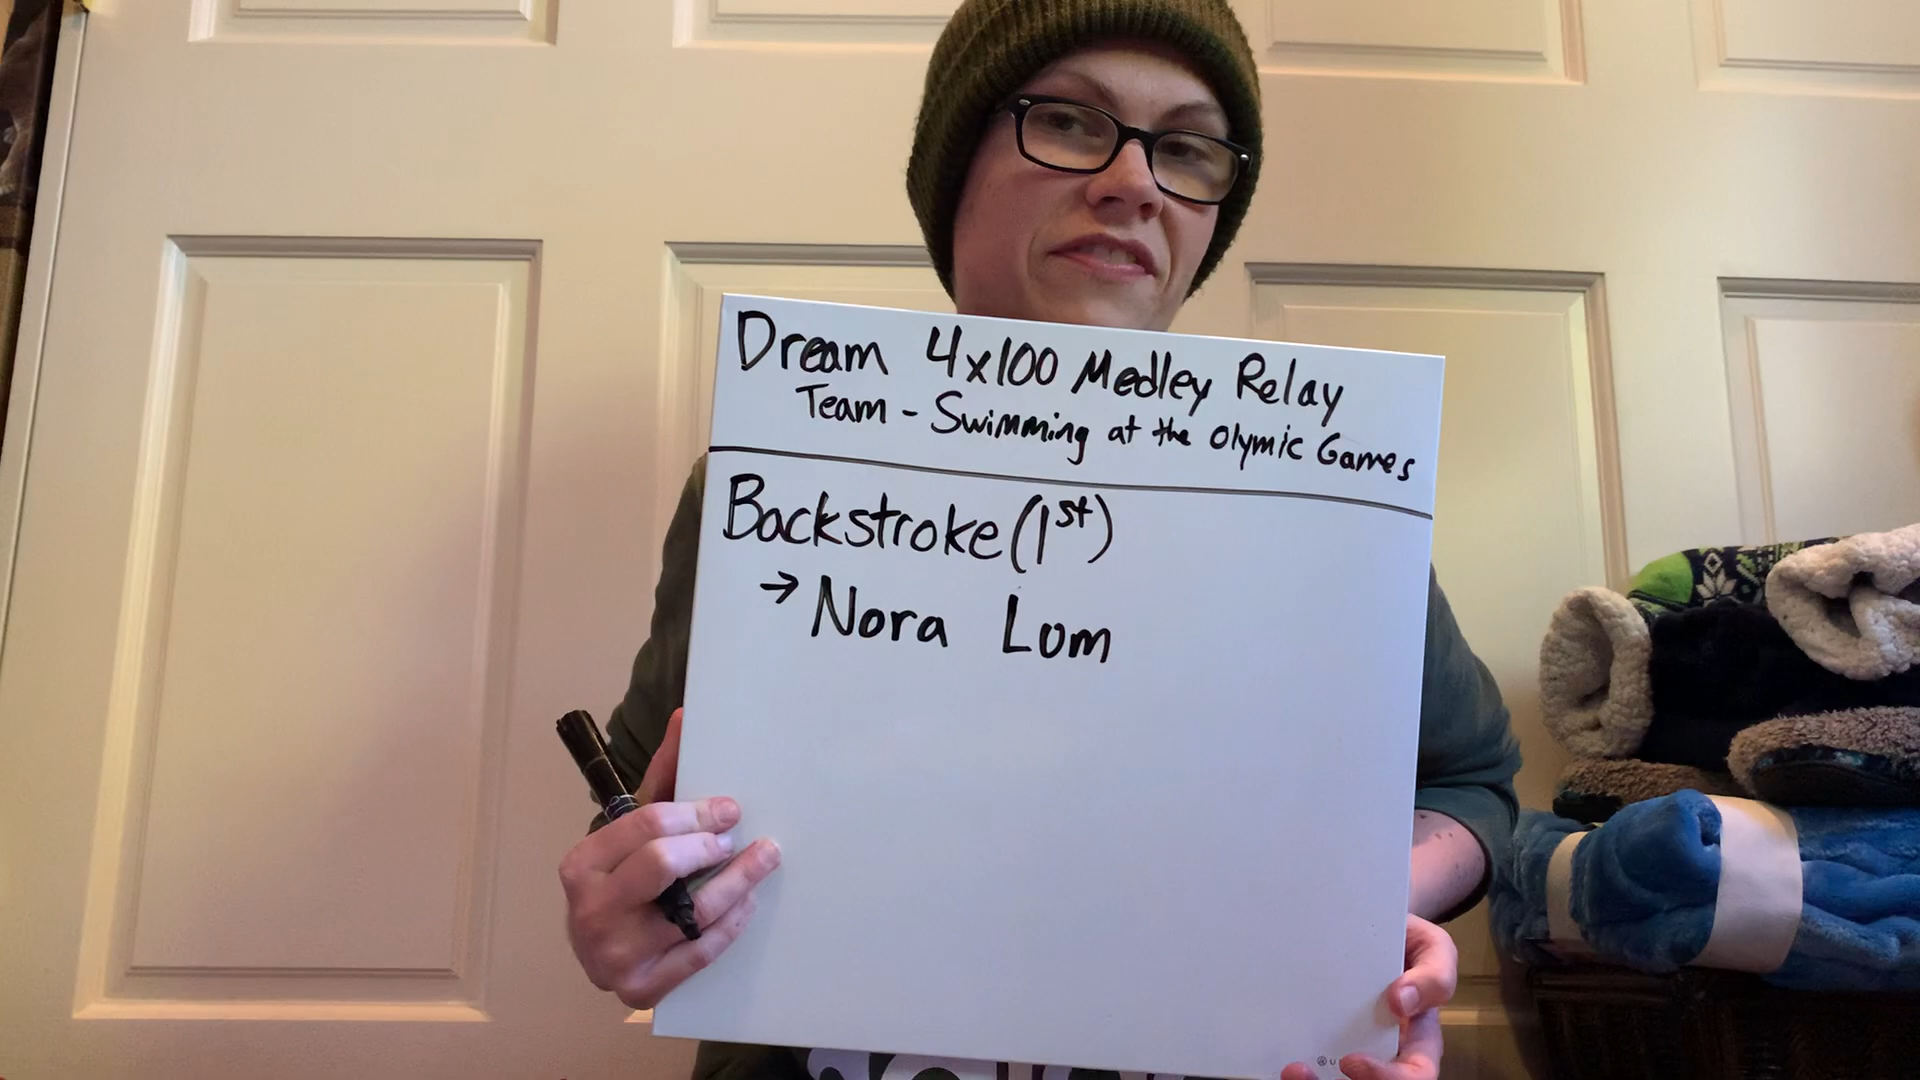 Dream 4x100 Medley Relay
Team - Swimming at the Olymic Games
Backstroke (1st)
→ Nora Lum